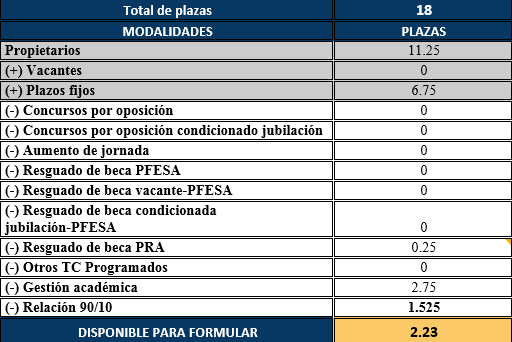 Total de plazas 18
MODALIDADES PLAZAS
Propietarios 11.25
(+) Vacantes 0
(+) Plazos fijos 6.75
(-) Concursos por oposición 0
(-) Concursos por oposición condicionado jubilación 0
(-) Aumento de jornada 0
(-) Resguado de beca PFESA 0
(-) Resguado de beca vacante-PFESA 0
(-) Resguado de beca condicionada
jubilación-PFESA 0
(-) Resguado de beca PRA 0.25
(-) Otros TC Programados 0
(-) Gestión académica 2.75
(-) Relación 90/10 1.525
DISPONIBLE PARA FORMULAR 2.23